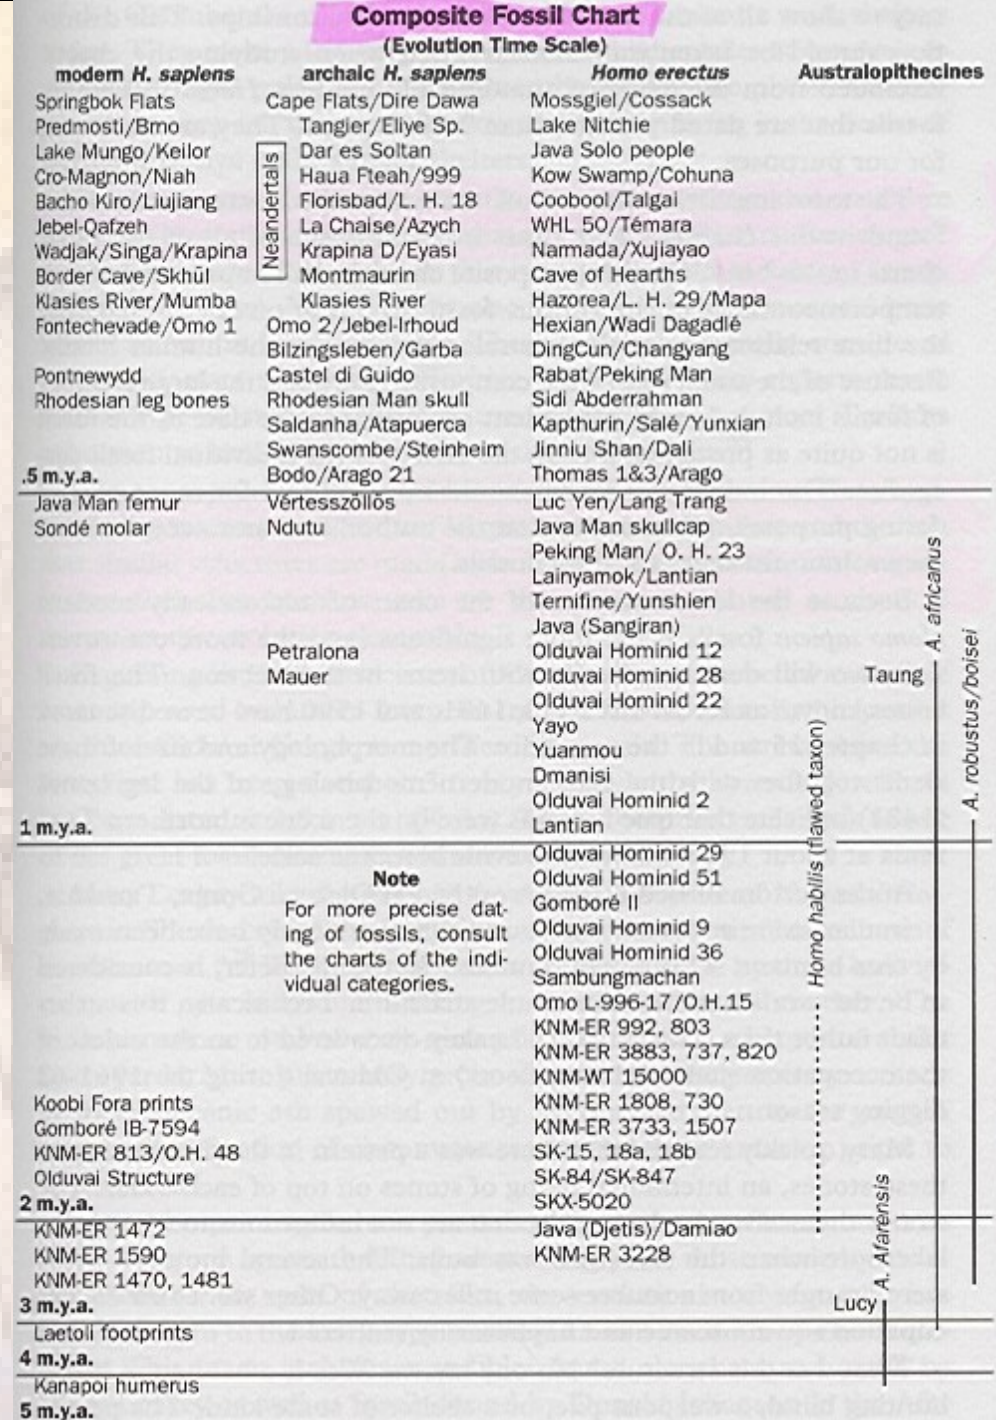 Composite Fossil Chart
(Evolution Time Scale)
modern H. sapiens archaic H. sapiens Homo erectus Australopithecines
Springbok Flats Cape Flats/Dire Dawa Mossgiel/Cossack
Predmosti/Brno Tangier/Eliye Sp. Lake Nitchie
Lake Mungo/Keilor Dar es Soltan Java Solo people
Cro-Magnon/Niah Haua Fteah/999 Kow Swamp/Cohuna
Bacho Kiro/Liujiang Florisbad/L. H. 18 Coobool/Talgai
Jebel-Qafzeh La Chaise/Azych WHL 50/Témara
Wadjak/Singa/Krapina Krapina D/Eyasi Narmada/Xujiayao
Border Cave/Skhūl Montmaurin Cave of Hearths
Neandertals
Klasies River/Mumba Klasies River Hazorea/L. H. 29/Mapa
Fontechevade/Omo 1 Omo 2/Jebel-Irhoud Hexian/Wadi Dagadlé
Bilzingsleben/Garba DingCun/Changyang
Pontnewydd Castel di Guido Rabat/Peking Man
Rhodesian leg bones Rhodesian Man skull Sidi Abderrahman
Saldanha/Atapuerca Kapthurin/Salé/Yunxian
Swanscombe/Steinheim Jinniu Shan/Dali
.5 m.y.a. Bodo/Arago 21 Thomas 1&3/Arago
Java Man femur Vértesszöllös Luc Yen/Lang Trang
Sondé molar Ndutu Java Man skullcap
Peking Man/ O. H. 23
Lainyamok/Lantian
Ternifine/Yunshien
Java (Sangiran)
Petralona Olduvai Hominid 12
Mauer Olduvai Hominid 28 Taung
Olduvai Hominid 22
Yayo
Yuanmou
Dmanisi
Olduvai Hominid 2
1 m.y.a. Lantian
Olduvai Hominid 29
Note Olduvai Hominid 51
For more precise dat- Gomboré II
ing of fossils, consult Olduvai Hominid 9
the charts of the indi- Olduvai Hominid 36
vidual categories. Sambungmachan
Omo L-996-17/O.H.15
KNM-ER 992, 803
KNM-ER 3883, 737, 820
KNM-WT 15000
Koobi Fora prints KNM-ER 1808, 730
Gomboré IB-7594 KNM-ER 3733, 1507
KNM-ER 813/O.H. 48 SK-15, 18a, 18b
Olduvai Structure SK-84/SK-847
2 m.y.a. SKX-5020
KNM-ER 1472 Java (Djetis)/Damiao
KNM-ER 1590 KNM-ER 3228
KNM-ER 1470, 1481
3 m.y.a. Lucy
Laetoli footprints
4 m.y.a.
Kanapoi humerus
5 m.y.a.
Homo habilis (flawed taxon)
A. afarensis
A. africanus
A. robustus/boisei